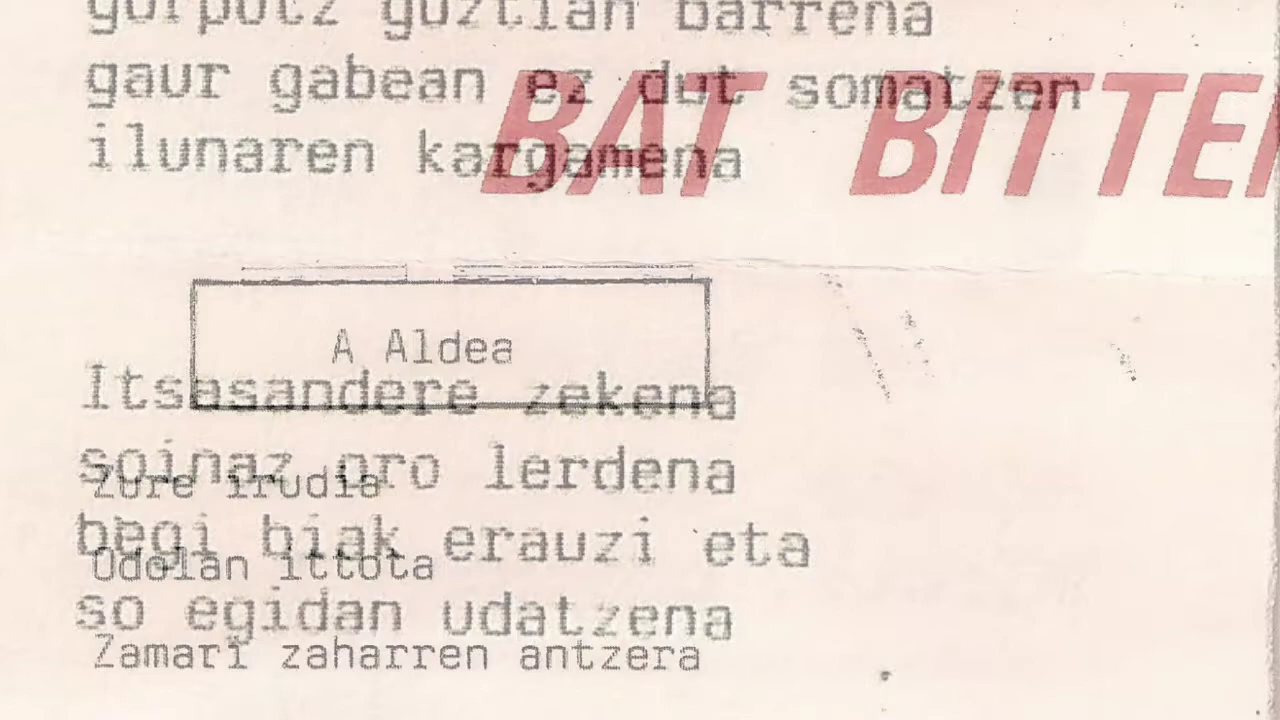 gorputz guztian barrena
gaur gabean ez dut somatzen
ilunaren kargamena
BAT BITTE
A Aldea
Itsasandere zekena
soinaz oro lerdena
Zure irudia
begi biak erauzi eta
Odolan ittota
so egidan udatzena
Zamari zaharren antzera